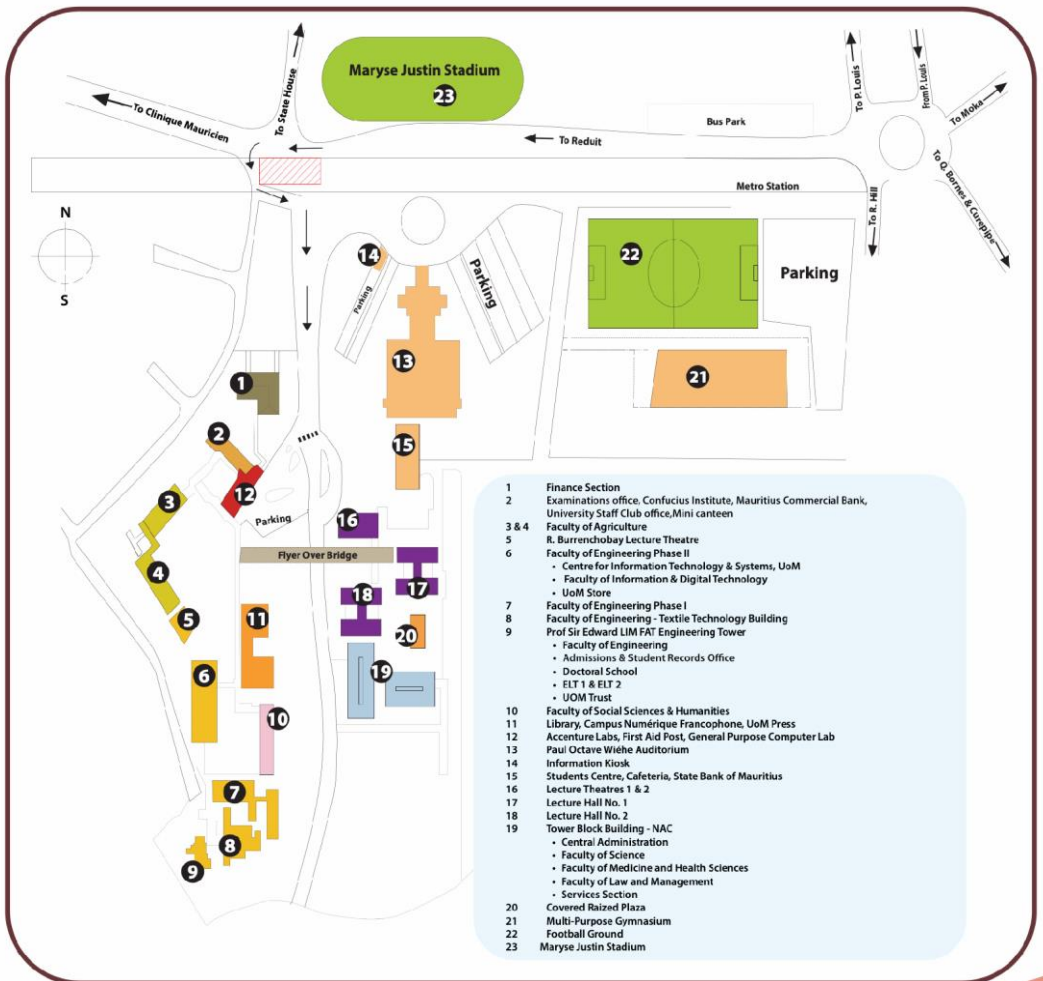 Maryse Justin Stadium
23
To State House
To Clinique Mauricien
To Reduit
Bus Park
To P. Louis
From P. Louis
To Moka
To Q. Bornes & Curepipe
To R. Hill
Metro Station
N
S
14
Parking
Parking
22
Parking
13
21
1
2
15
12
3
Parking
16
Flyer Over Bridge
4
17
18
5
11
20
6
19
10
7
8
9
1 Finance Section
2 Examinations office, Confucius Institute, Mauritius Commercial Bank,
University Staff Club office,Mini canteen
3 & 4 Faculty of Agriculture
5 R. Burrenchobay Lecture Theatre
6 Faculty of Engineering Phase II
• Centre for Information Technology & Systems, UoM
• Faculty of Information & Digital Technology
• UoM Store
7 Faculty of Engineering Phase I
8 Faculty of Engineering - Textile Technology Building
9 Prof Sir Edward LIM FAT Engineering Tower
• Faculty of Engineering
• Admissions & Student Records Office
• Doctoral School
• ELT 1 & ELT 2
• UOM Trust
10 Faculty of Social Sciences & Humanities
11 Library, Campus Numérique Francophone, UoM Press
12 Accenture Labs, First Aid Post, General Purpose Computer Lab
13 Paul Octave Wiéhe Auditorium
14 Information Kiosk
15 Students Centre, Cafeteria, State Bank of Mauritius
16 Lecture Theatres 1 & 2
17 Lecture Hall No. 1
18 Lecture Hall No. 2
19 Tower Block Building - NAC
• Central Administration
• Faculty of Science
• Faculty of Medicine and Health Sciences
• Faculty of Law and Management
• Services Section
20 Covered Raized Plaza
21 Multi-Purpose Gymnasium
22 Football Ground
23 Maryse Justin Stadium